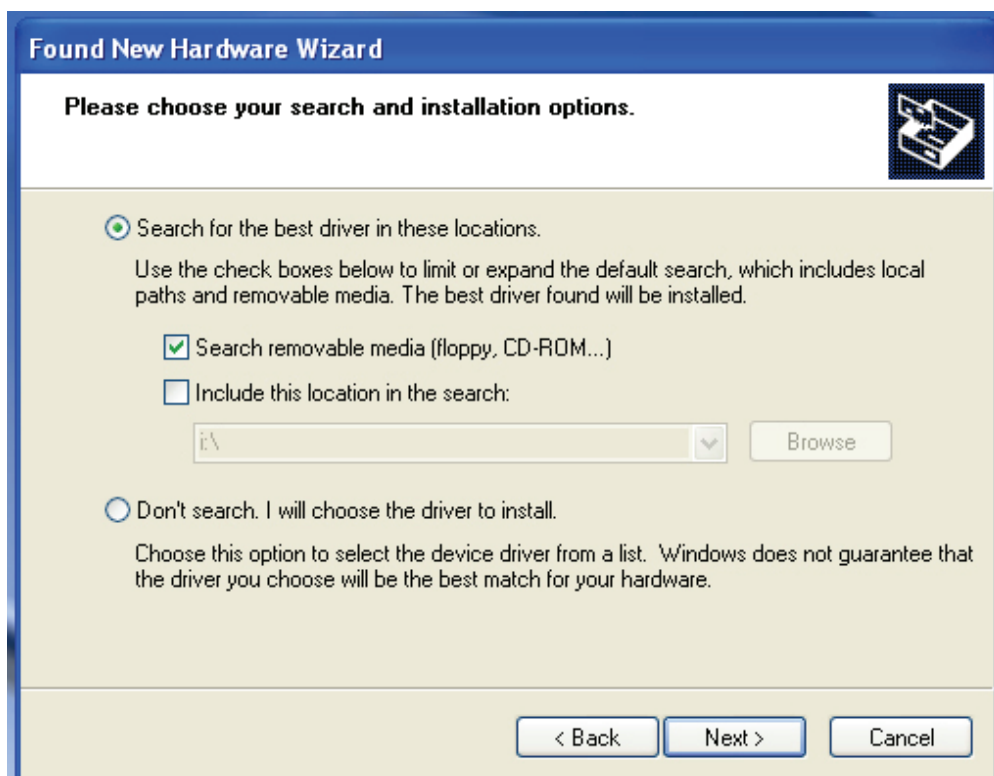 Found New Hardware Wizard
Please choose your search and installation options.
Search for the best driver in these locations.
Use the check boxes below to limit or expand the default search, which includes local
paths and removable media. The best driver found will be installed.
Search removable media (floppy, CD-ROM...)
Include this location in the search:
i:\
Browse
Don't search. I will choose the driver to install.
Choose this option to select the device driver from a list. Windows does not guarantee that
the driver you choose will be the best match for your hardware.
< Back
Next >
Cancel